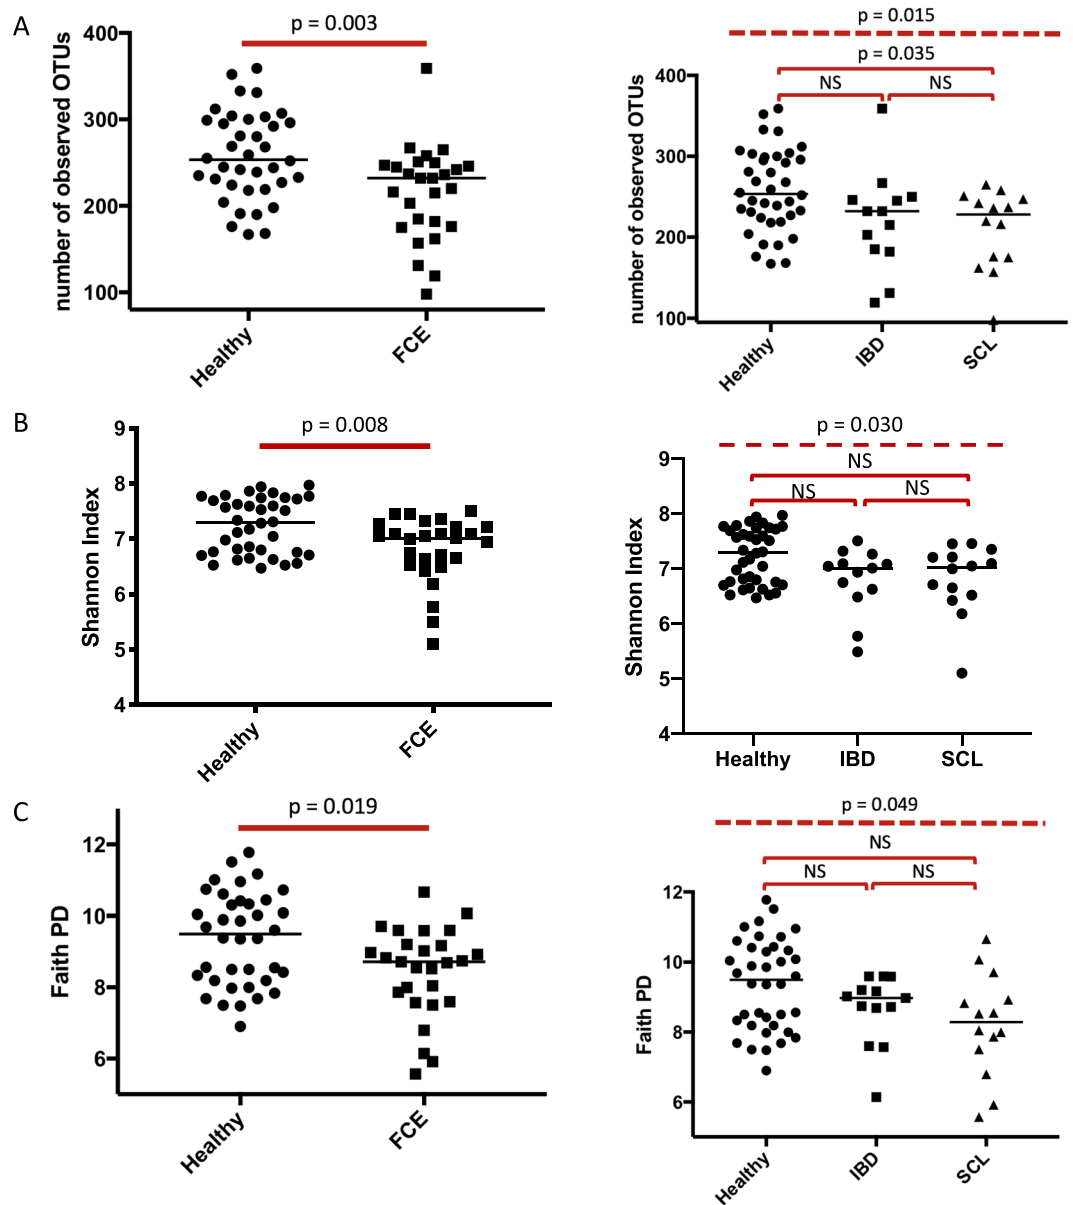 A
p = 0.003
number of observed OTUs
400
300
200
100
Healthy
FCE
p = 0.015
p = 0.035
NS
NS
number of observed OTUs
400
300
200
100
Healthy
IBD
SCL
B
p = 0.008
Shannon Index
9
8
7
6
5
4
Healthy
FCE
p = 0.030
NS
NS
NS
Shannon Index
9
8
7
6
5
4
Healthy
IBD
SCL
C
p = 0.019
Faith PD
12
10
8
6
Healthy
FCE
p = 0.049
NS
NS
NS
Faith PD
12
10
8
6
Healthy
IBD
SCL